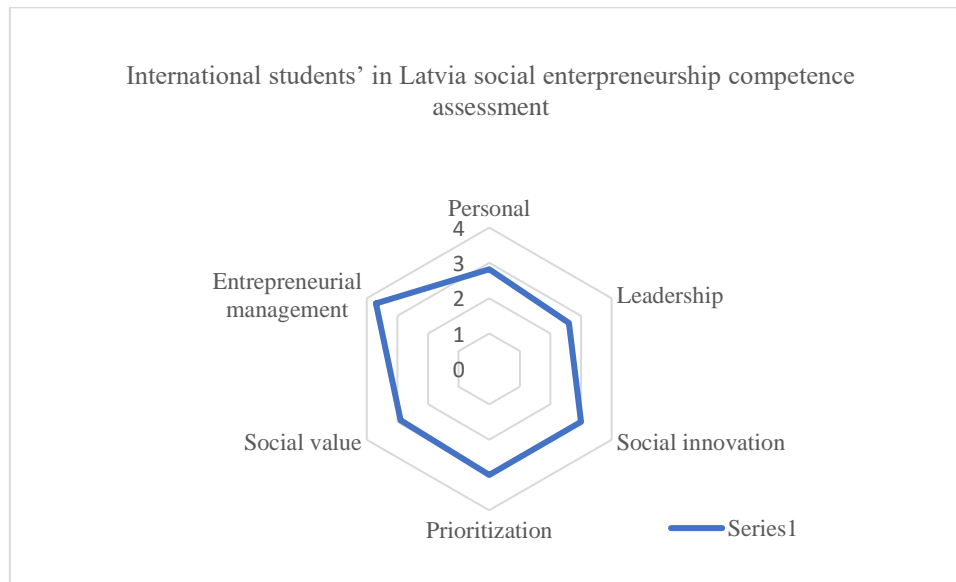 International students’ in Latvia social enterpreneurship competence
assessment
Personal
4
3
2
1
0
Leadership
Social innovation
Prioritization
Social value
Entrepreneurial
management
Series1